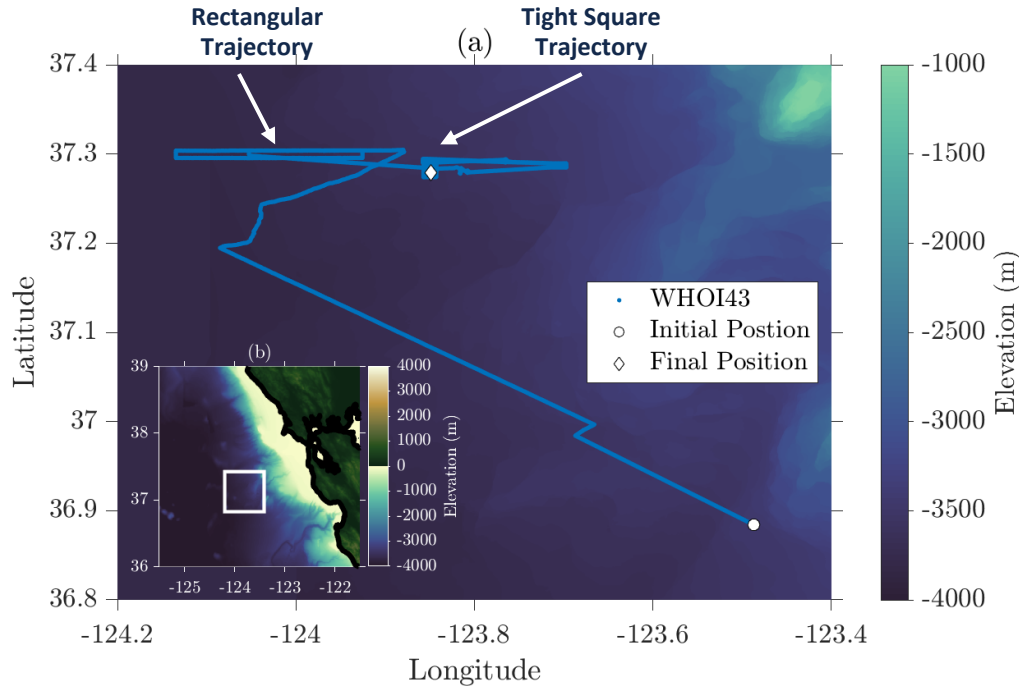 Rectangular
Trajectory
Tight Square
Trajectory
(a)
37.4
37.3
37.2
37.1
37
36.9
36.8
Latitude
-124.2
-124
-123.8
-123.6
-123.4
Longitude
WHOI43
Initial Postion
Final Position
-1000
-1500
-2000
-2500
-3000
-3500
-4000
Elevation (m)
(b)
39
38
37
36
-125
-124
-123
-122
4000
3000
2000
1000
0
-1000
-2000
-3000
-4000
Elevation (m)